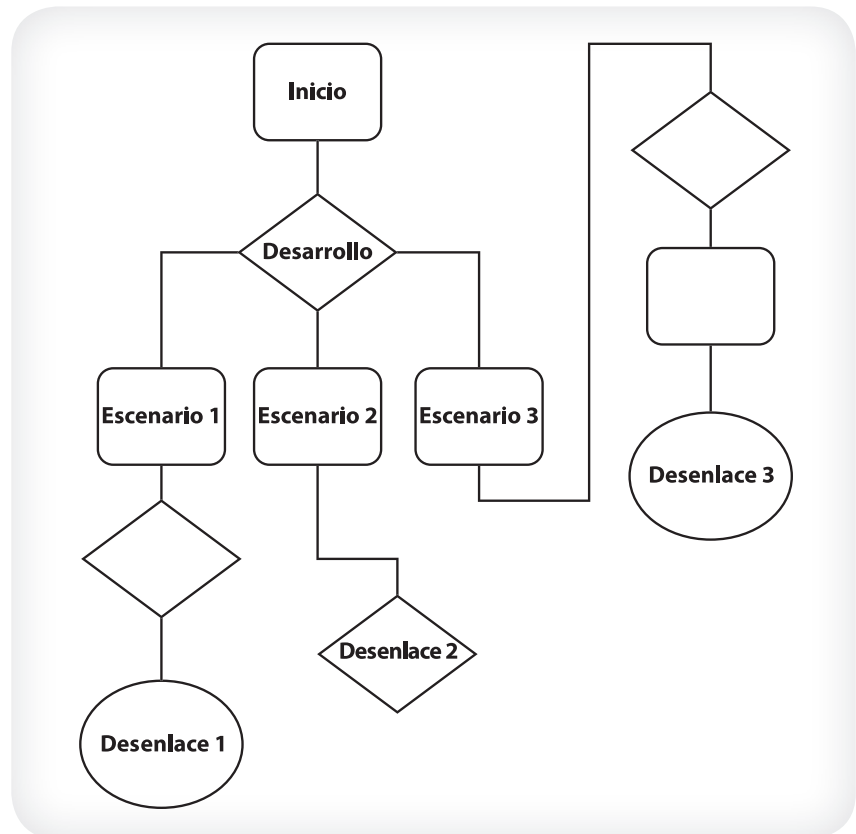 Inicio
Desarrollo
Escenario 1
Escenario 2
Escenario 3
Desenlace 3
Desenlace 2
Desenlace 1